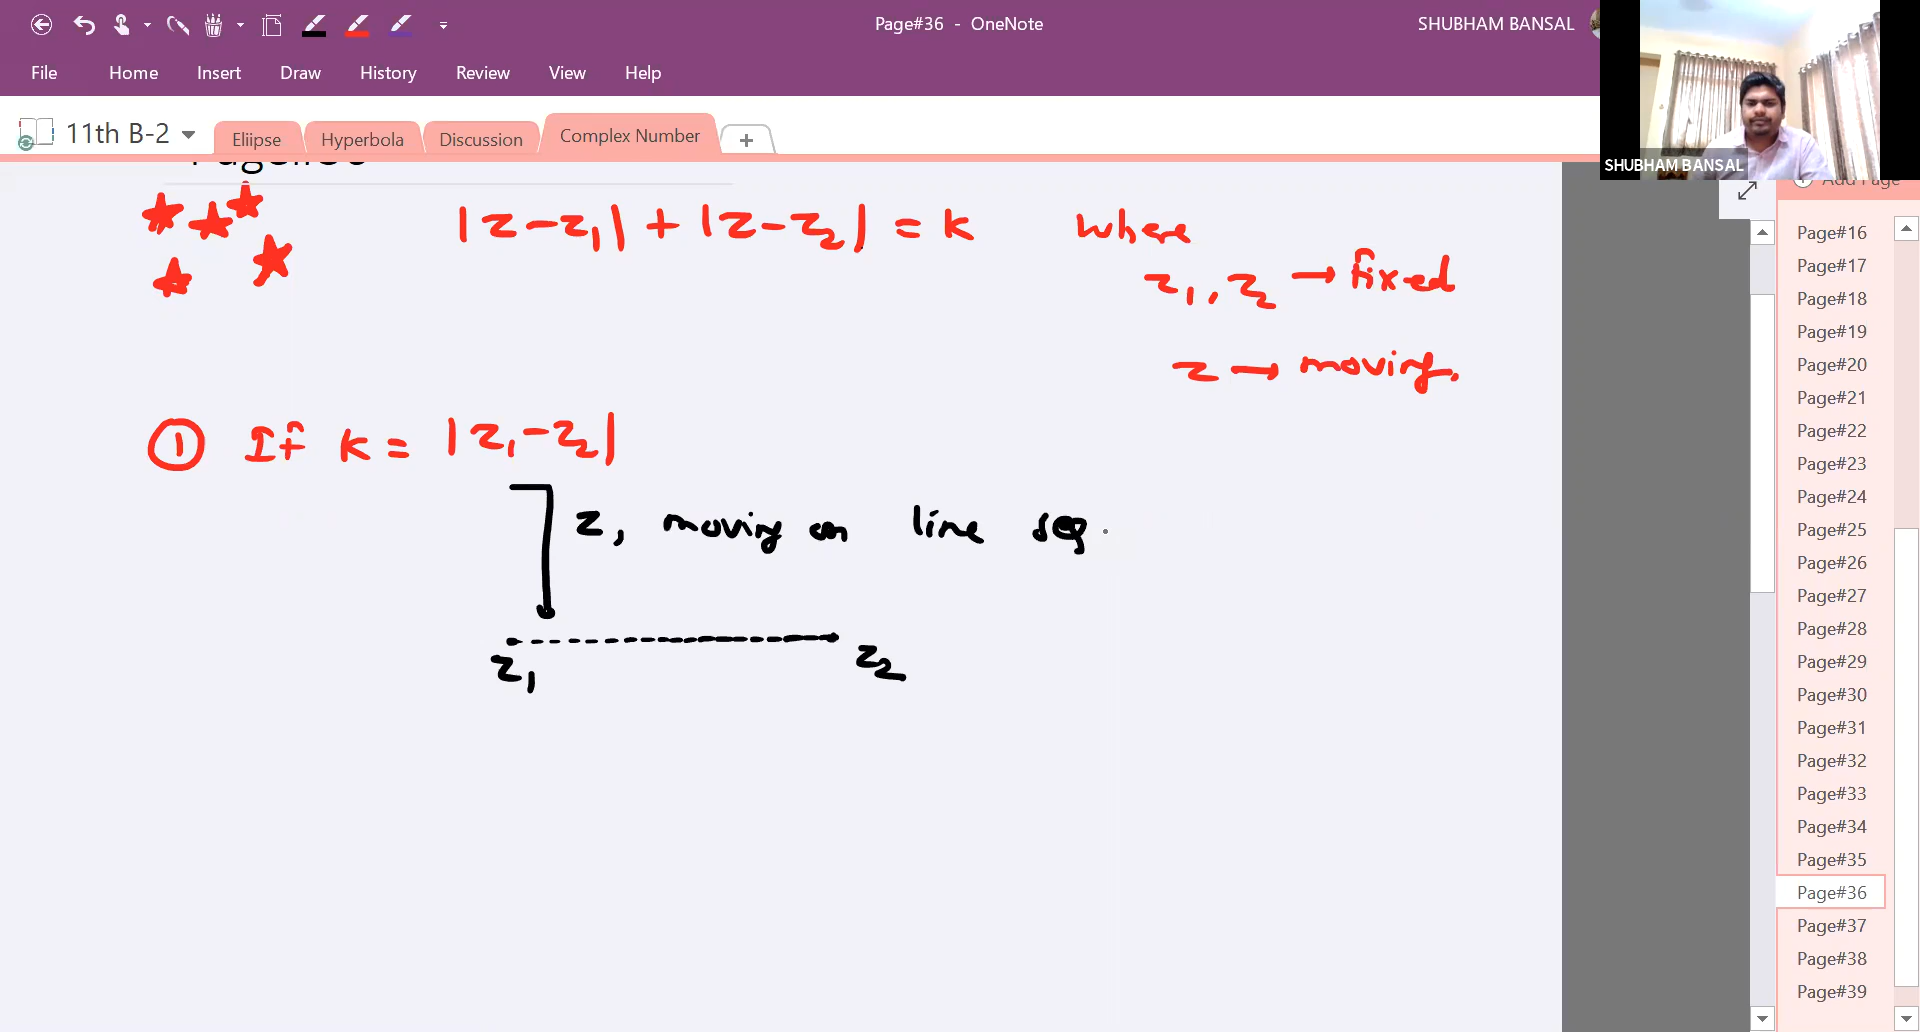 Page#36 - OneNote
SHUBHAM BANSAL
File Home Insert Draw History Review View Help
SHUBHAM BANSAL
11th B-2
Eliipse
Hyperbola
Discussion
Complex Number
Add Page
|z-z₁| + |z-z₂| = k where
z₁, z₂ → fixed
z → moving.
① If k = |z₁-z₂|
z, moving on line seg
z₁
z₂
Page#16
Page#17
Page#18
Page#19
Page#20
Page#21
Page#22
Page#23
Page#24
Page#25
Page#26
Page#27
Page#28
Page#29
Page#30
Page#31
Page#32
Page#33
Page#34
Page#35
Page#36
Page#37
Page#38
Page#39